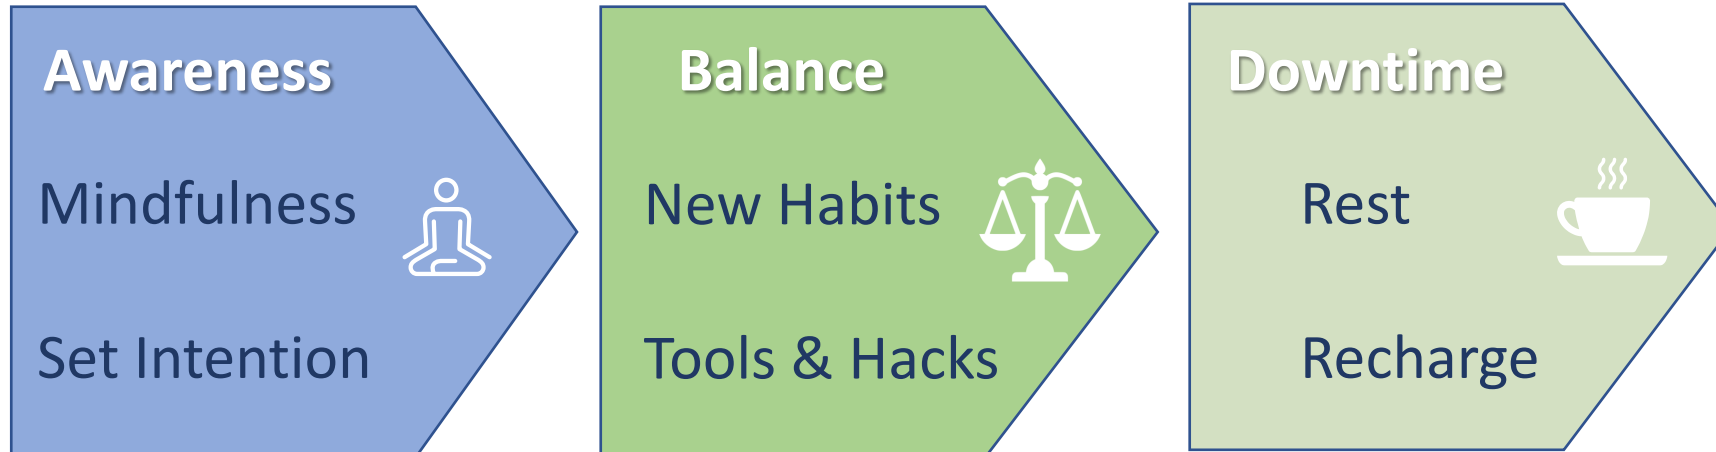 Awareness
Mindfulness
Set Intention
Balance
New Habits
Tools & Hacks
Downtime
Rest
Recharge